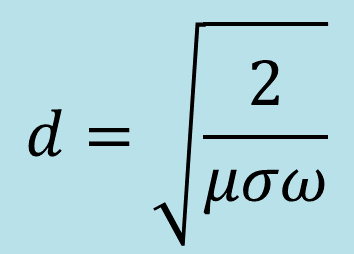 d = √(2/μσω)